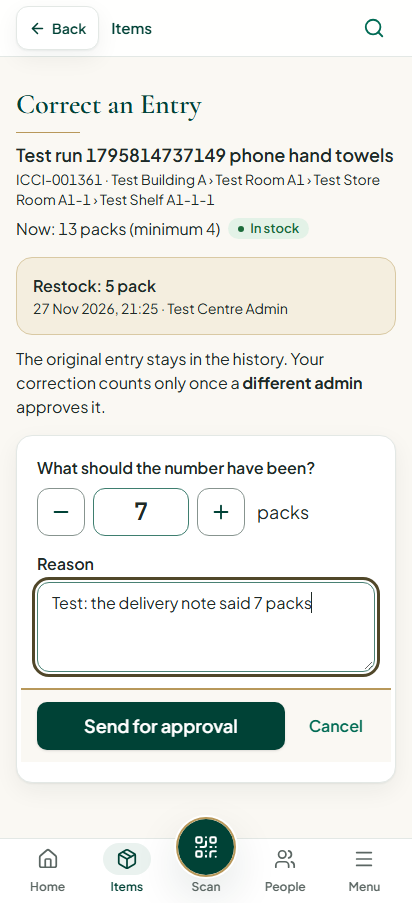 Back
Items
Correct an Entry
Test run 1795814737149 phone hand towels
ICCI-001361 · Test Building A › Test Room A1 › Test Store
Room A1-1 › Test Shelf A1-1-1
Now: 13 packs (minimum 4)
In stock
Restock: 5 pack
27 Nov 2026, 21:25 · Test Centre Admin
The original entry stays in the history. Your
correction counts only once a different admin
approves it.
What should the number have been?
− 7 + packs
Reason
Test: the delivery note said 7 packs
Send for approval
Cancel
Home
Items
Scan
People
Menu